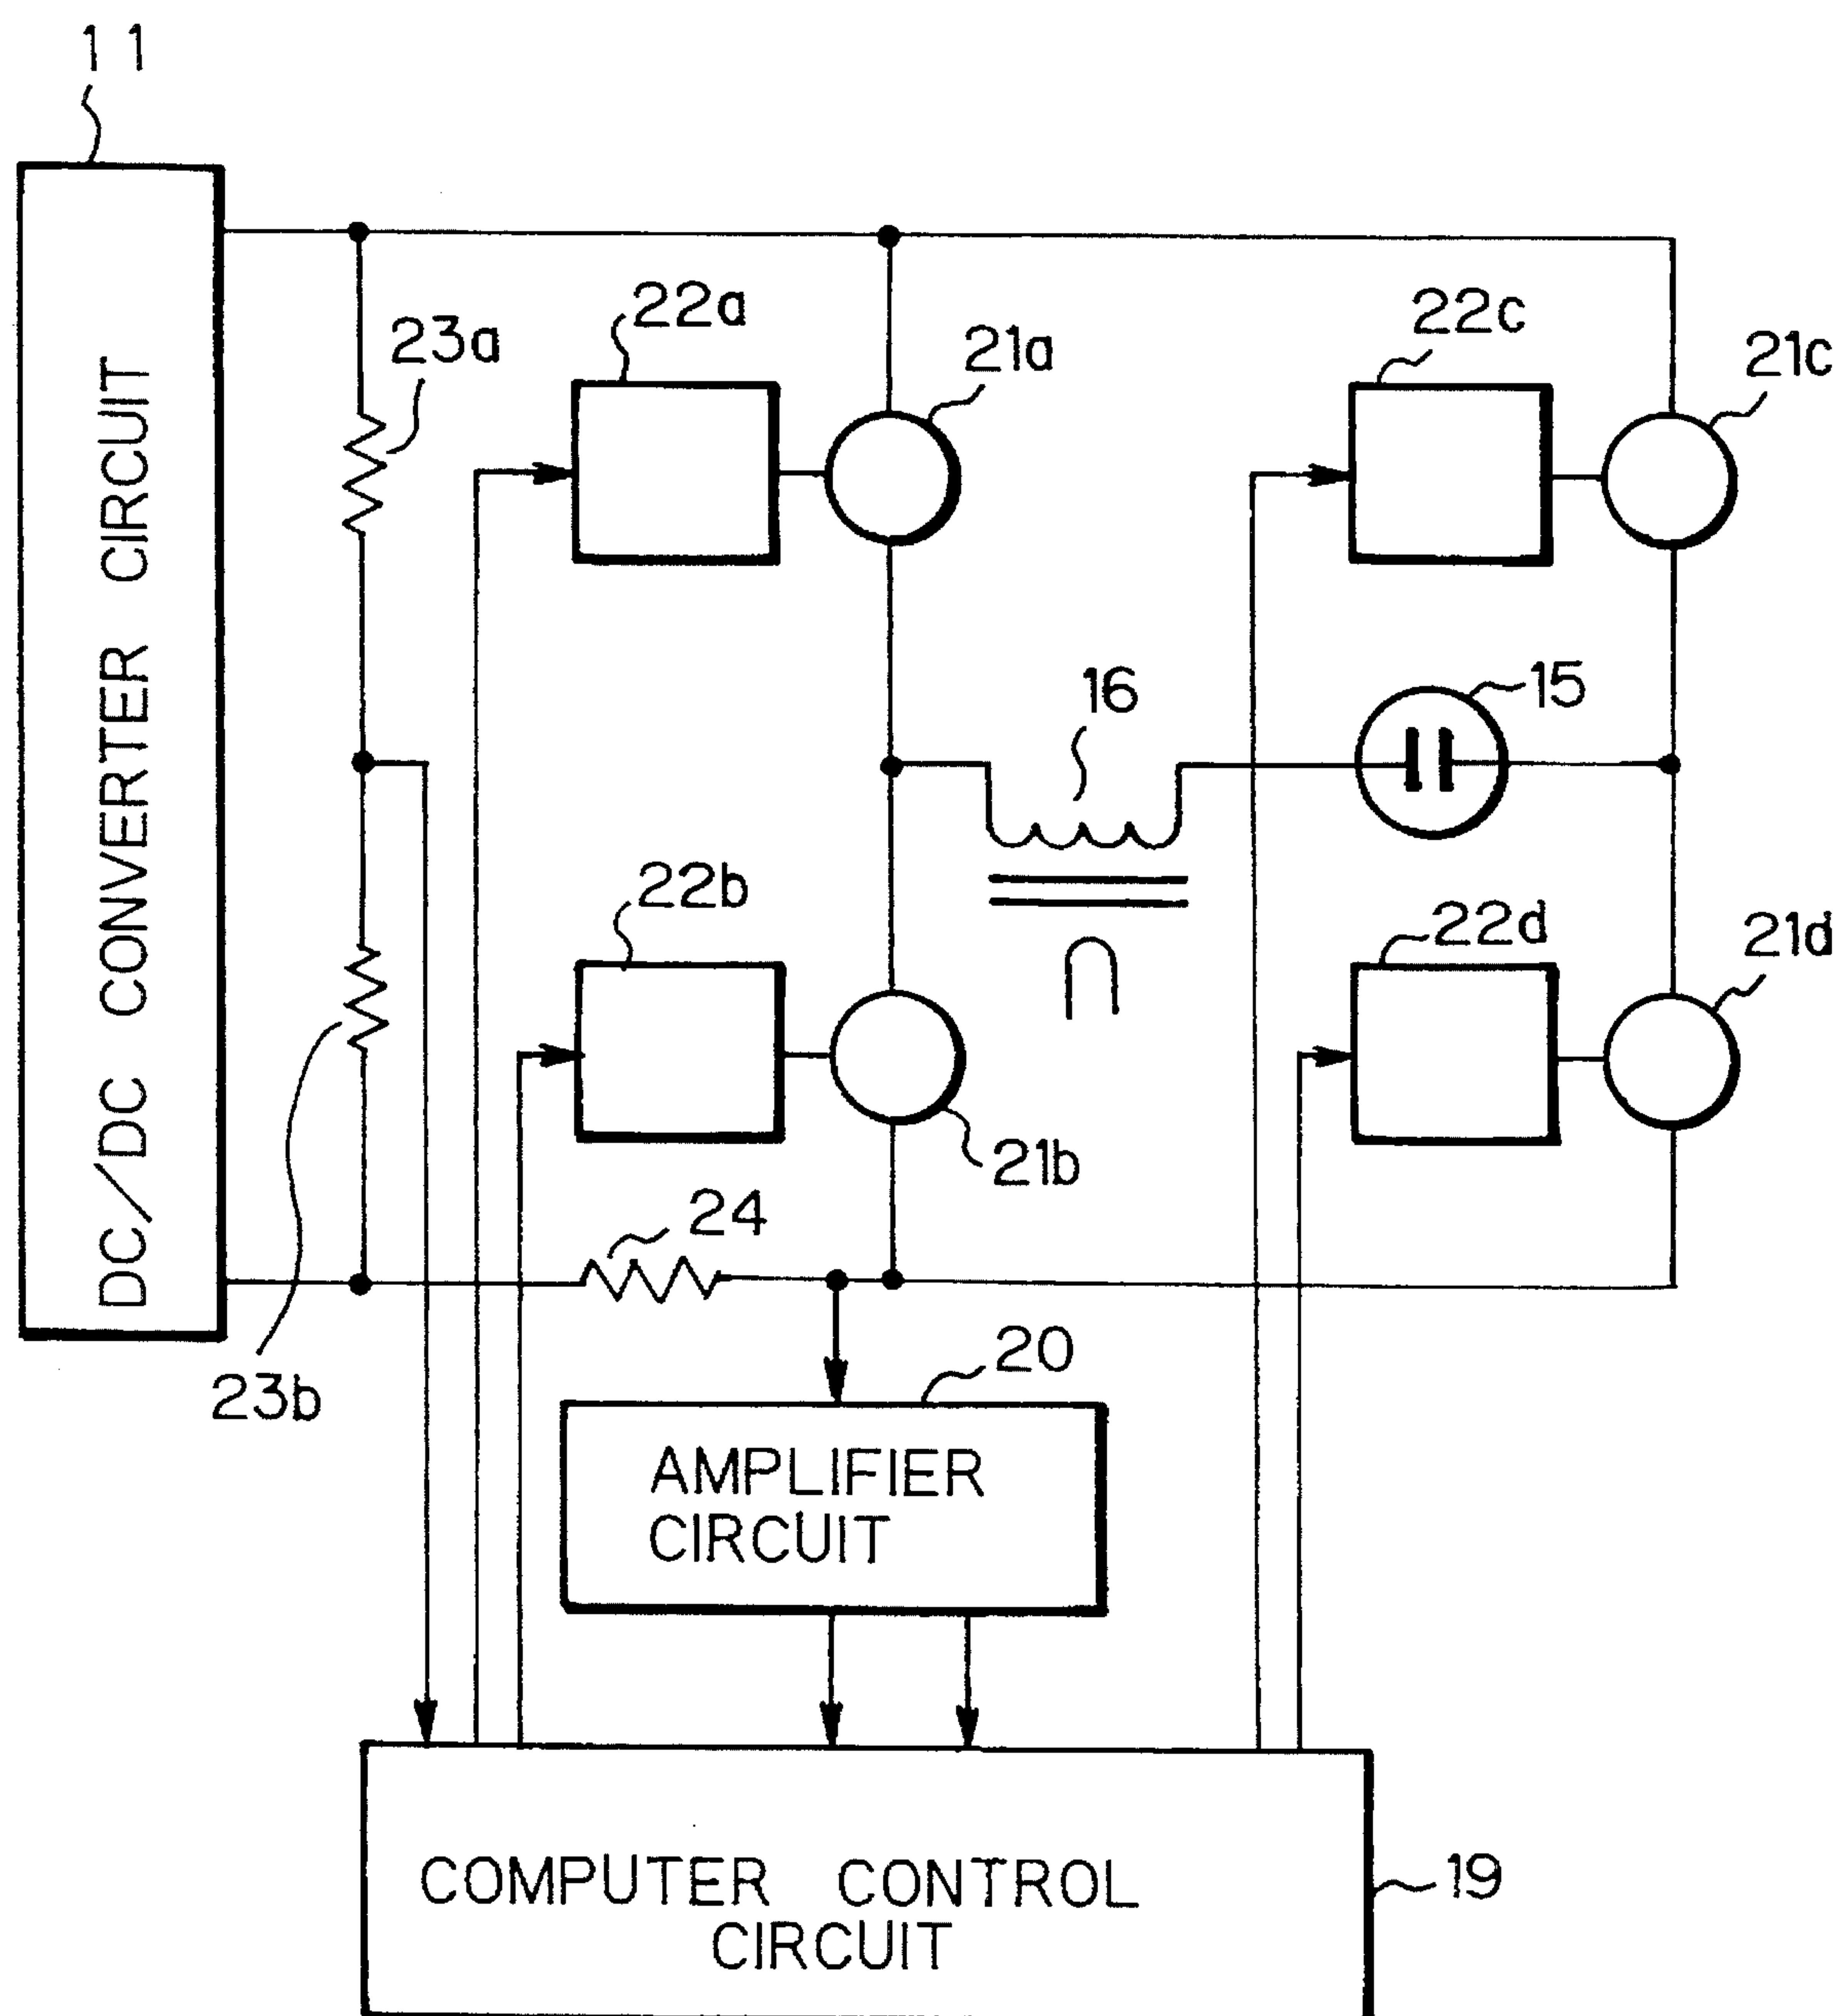 11
22a
22c
23a
21a
21c
DC/DC CONVERTER CIRCUIT
16
15
22b
22d
21d
21b
24
20
23b
AMPLIFIER
CIRCUIT
19
COMPUTER CONTROL
CIRCUIT